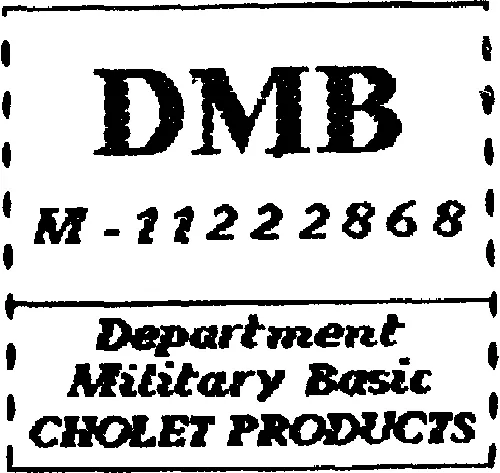 DMB
M-11222868
Department
Military Basic
CHOLET PRODUCTS